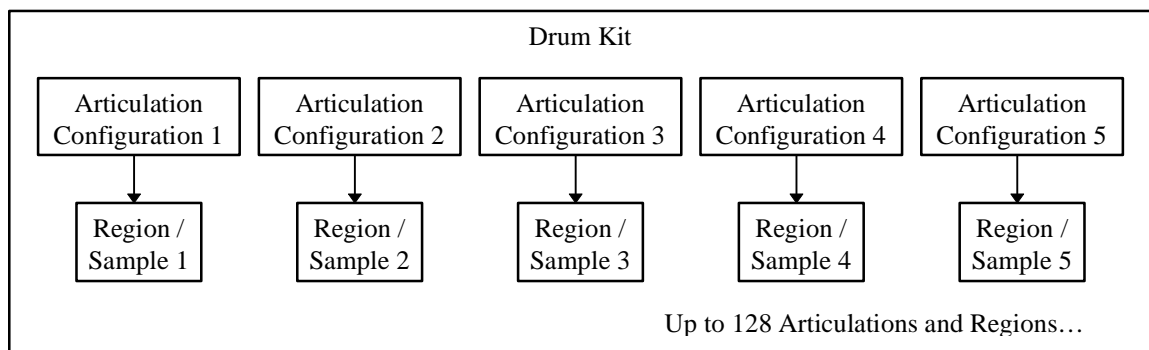 Drum Kit
Articulation
Configuration 1
Articulation
Configuration 2
Articulation
Configuration 3
Articulation
Configuration 4
Articulation
Configuration 5
Region /
Sample 1
Region /
Sample 2
Region /
Sample 3
Region /
Sample 4
Region /
Sample 5
Up to 128 Articulations and Regions…